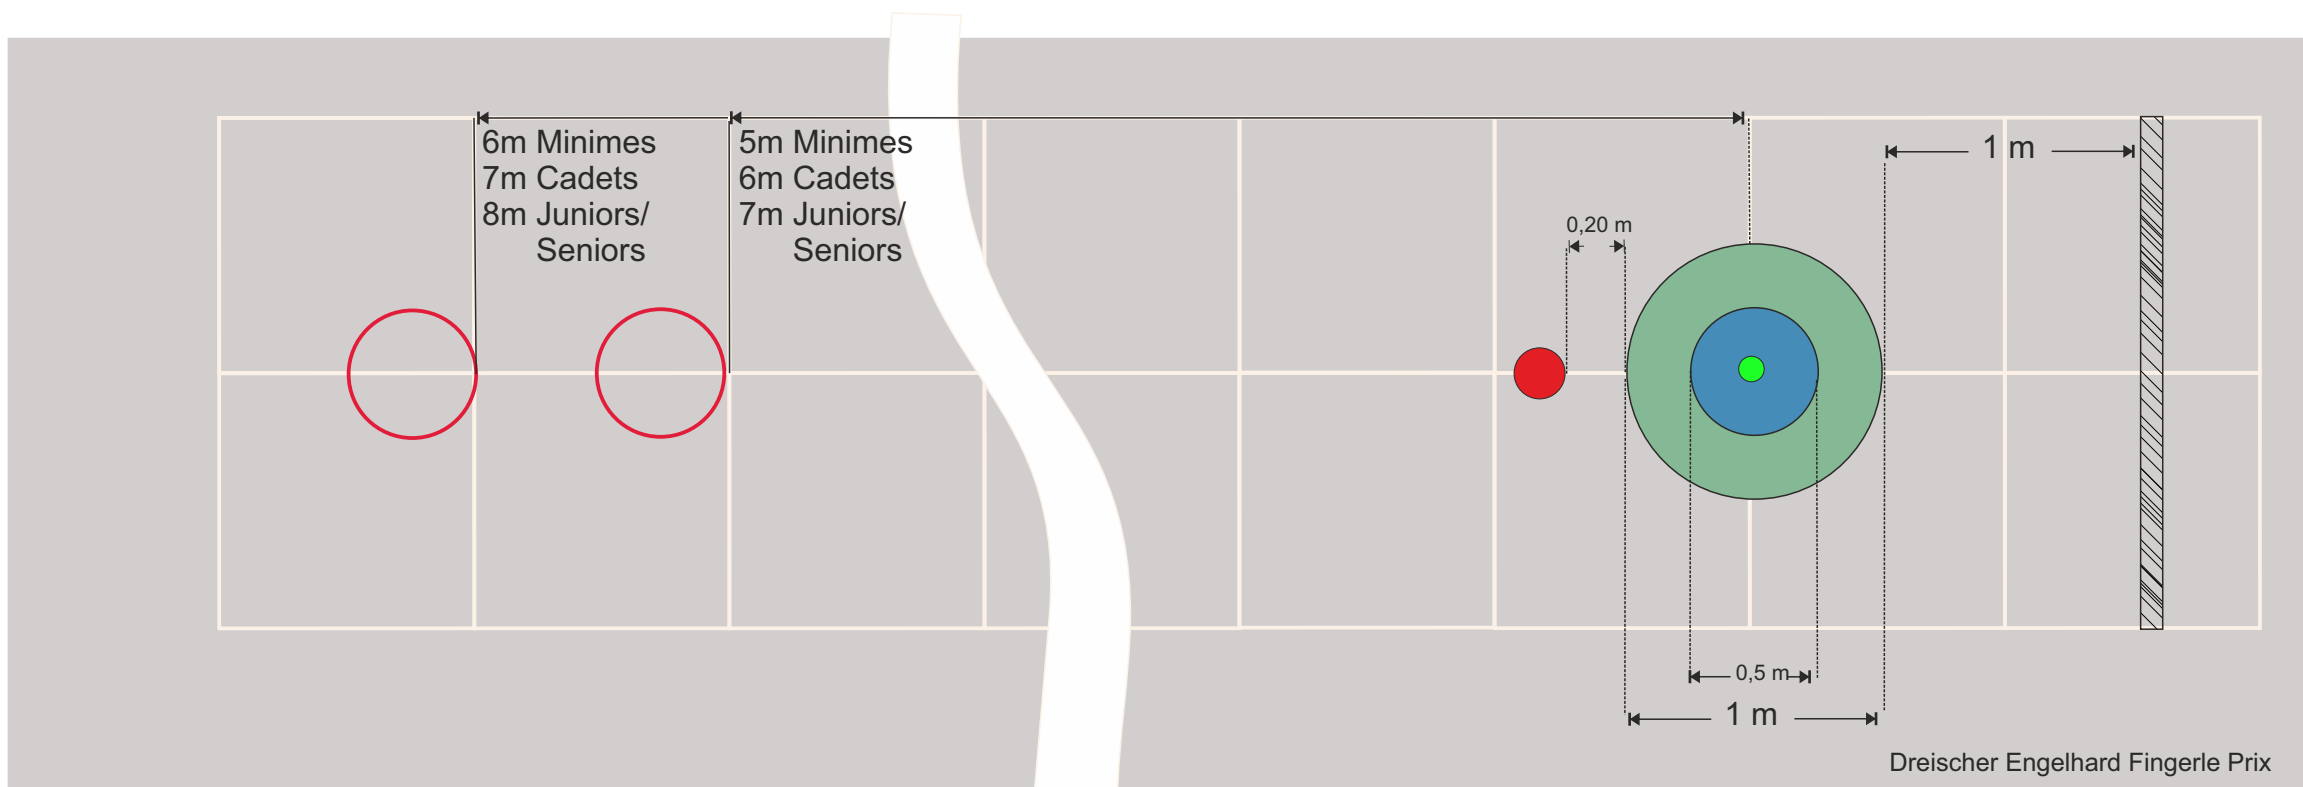 6m Minimes
7m Cadets
8m Juniors/
Seniors
5m Minimes
6m Cadets
7m Juniors/
Seniors
1 m
0,20 m
0,5 m
1 m
Dreischer Engelhard Fingerle Prix